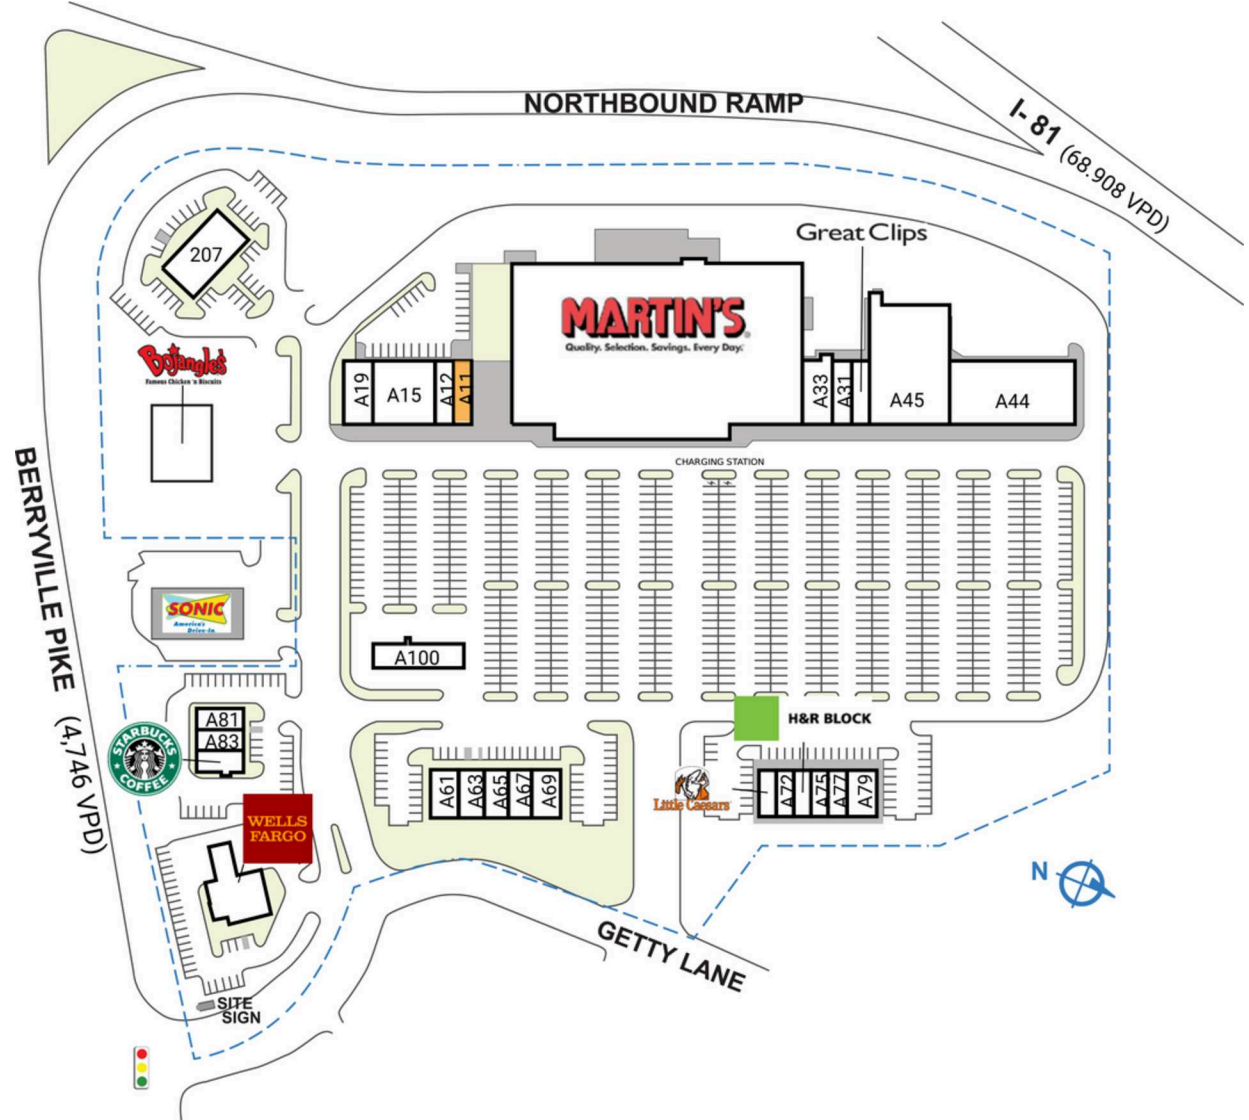 NORTHBOUND RAMP
I- 81 (68.908 VPD)
207
Great Clips
MARTIN'S
Quality. Selection. Savings. Every Day.
Bojangles'
Famous Chicken 'n Biscuits
A19
A15
A12
A11
A33
A31
A45
A44
CHARGING STATION
BERRYVILLE PIKE (4,746 VPD)
SONIC
America's
Drive-In
A100
A81
A83
STARBUCKS
COFFEE
H&R BLOCK
A61
A63
A65
A67
A69
Little Caesars
A72
A75
A77
A79
WELLS
FARGO
N
GETTY LANE
SITE
SIGN